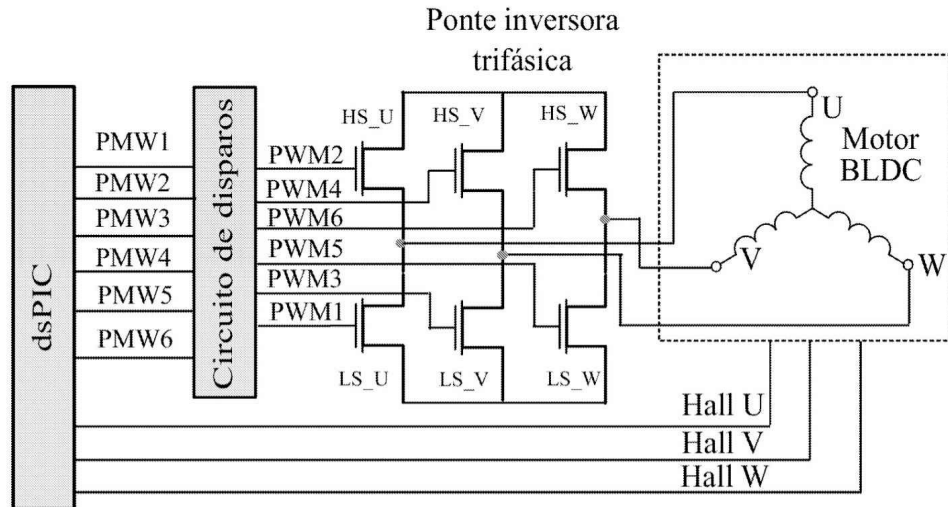 Ponte inversora
trifásica
dsPIC
PMW1
PMW2
PMW3
PMW4
PMW5
PMW6
Circuito de disparos
PWM2
PWM4
PWM6
PWM5
PWM3
PWM1
HS_U
HS_V
HS_W
LS_U
LS_V
LS_W
U
Motor
BLDC
V
W
Hall U
Hall V
Hall W